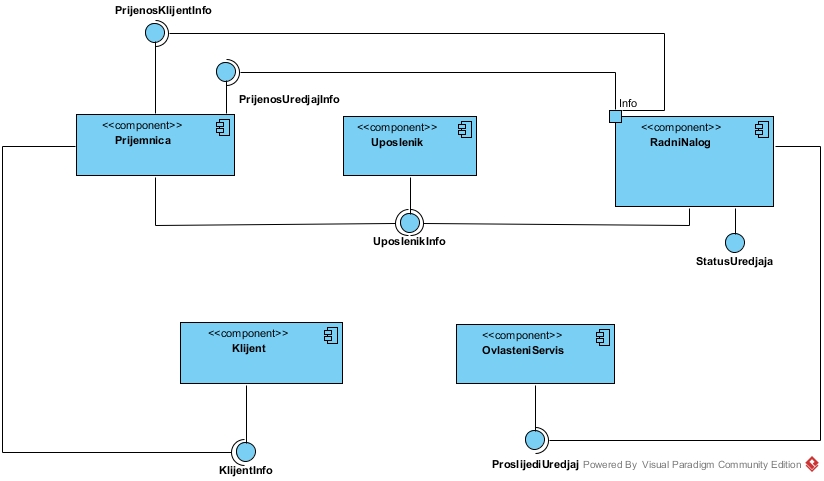 PrijenosKlijentInfo
PrijenosUredjajInfo
Info
<<component>>
Prijemnica
<<component>>
Uposlenik
<<component>>
RadniNalog
UposlenikInfo
StatusUredjaja
<<component>>
Klijent
<<component>>
OvlasteniServis
KlijentInfo
ProslijediUredjaj
Powered By Visual Paradigm Community Edition